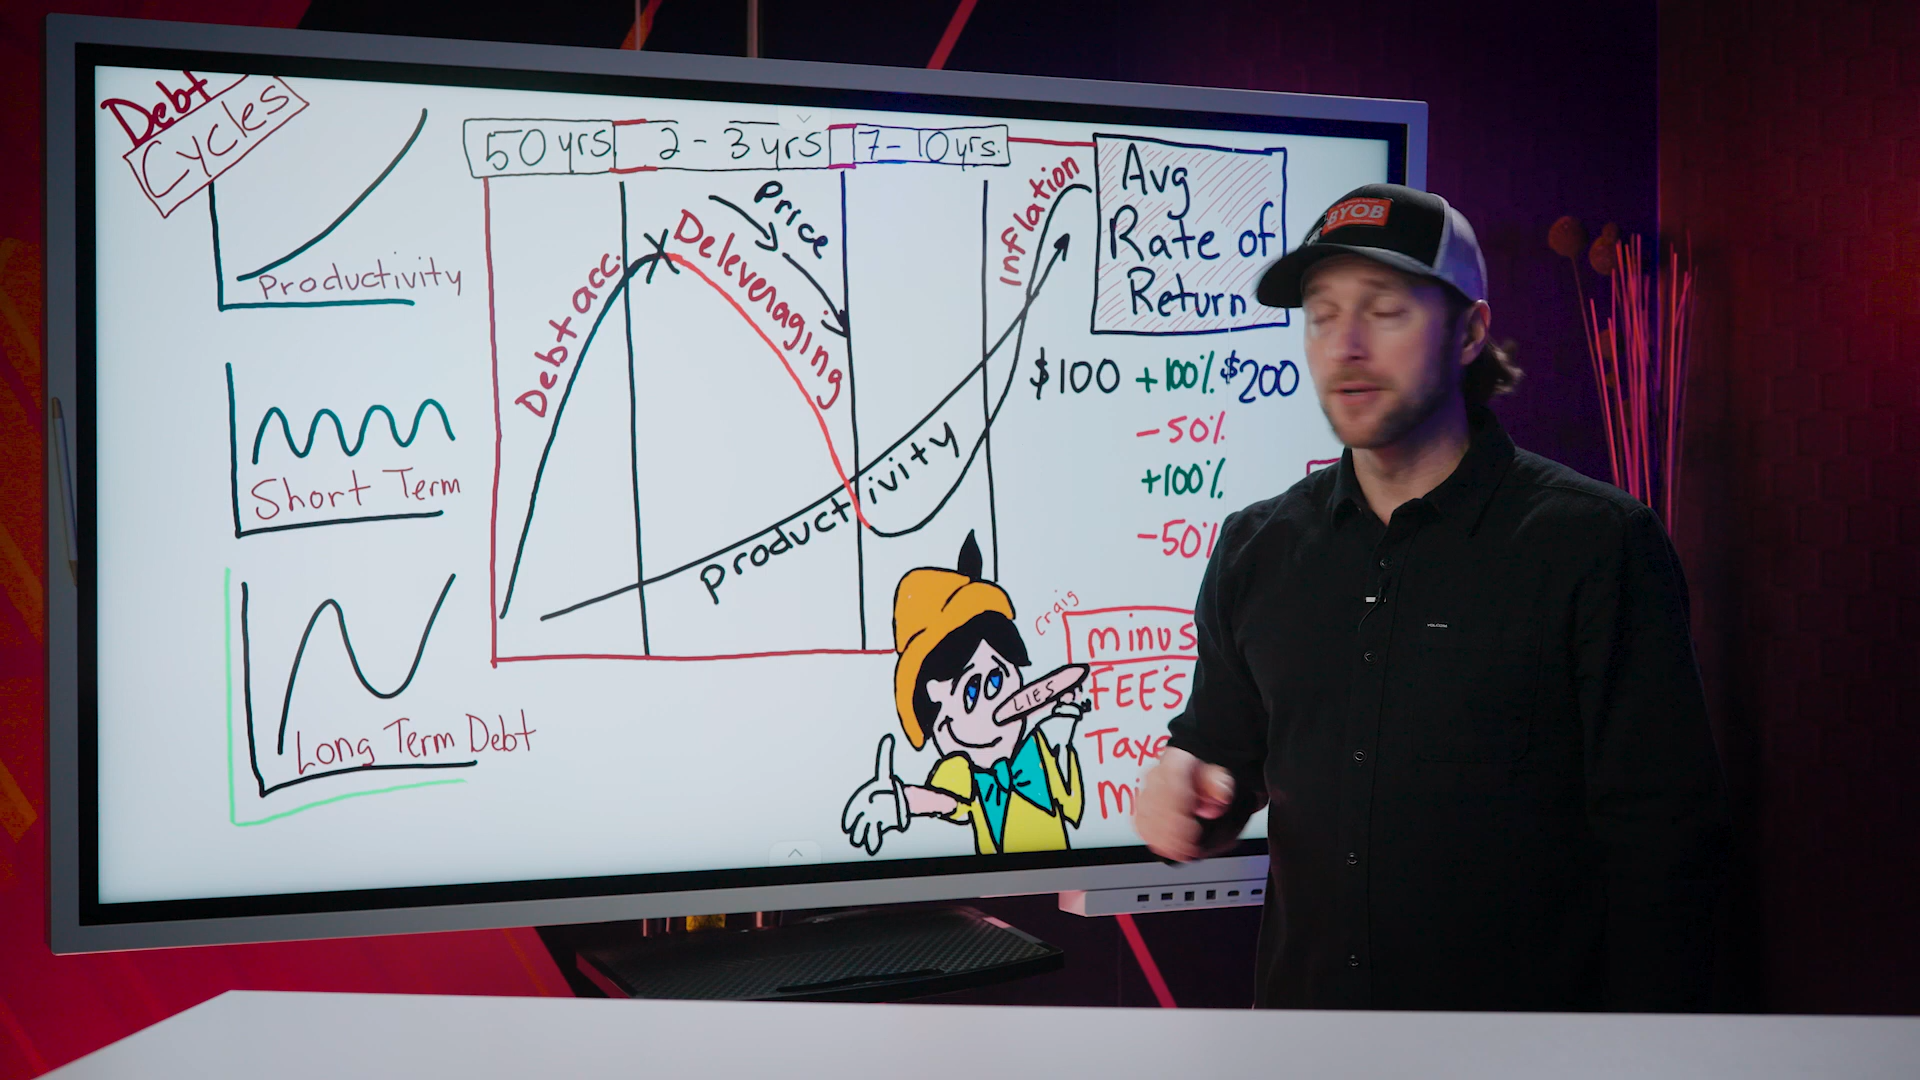 Debt
Cycles
Productivity
Short Term
Long Term Debt
50 yrs
2 - 3 yrs
7 - 10 yrs.
Debt acc.
Price
Deleveraging
productivity
Inflation
Avg
Rate of
Return
$100 +100% $200
-50%
+100%
-50%
craig
minus
FEE'S
LIES
BYOB